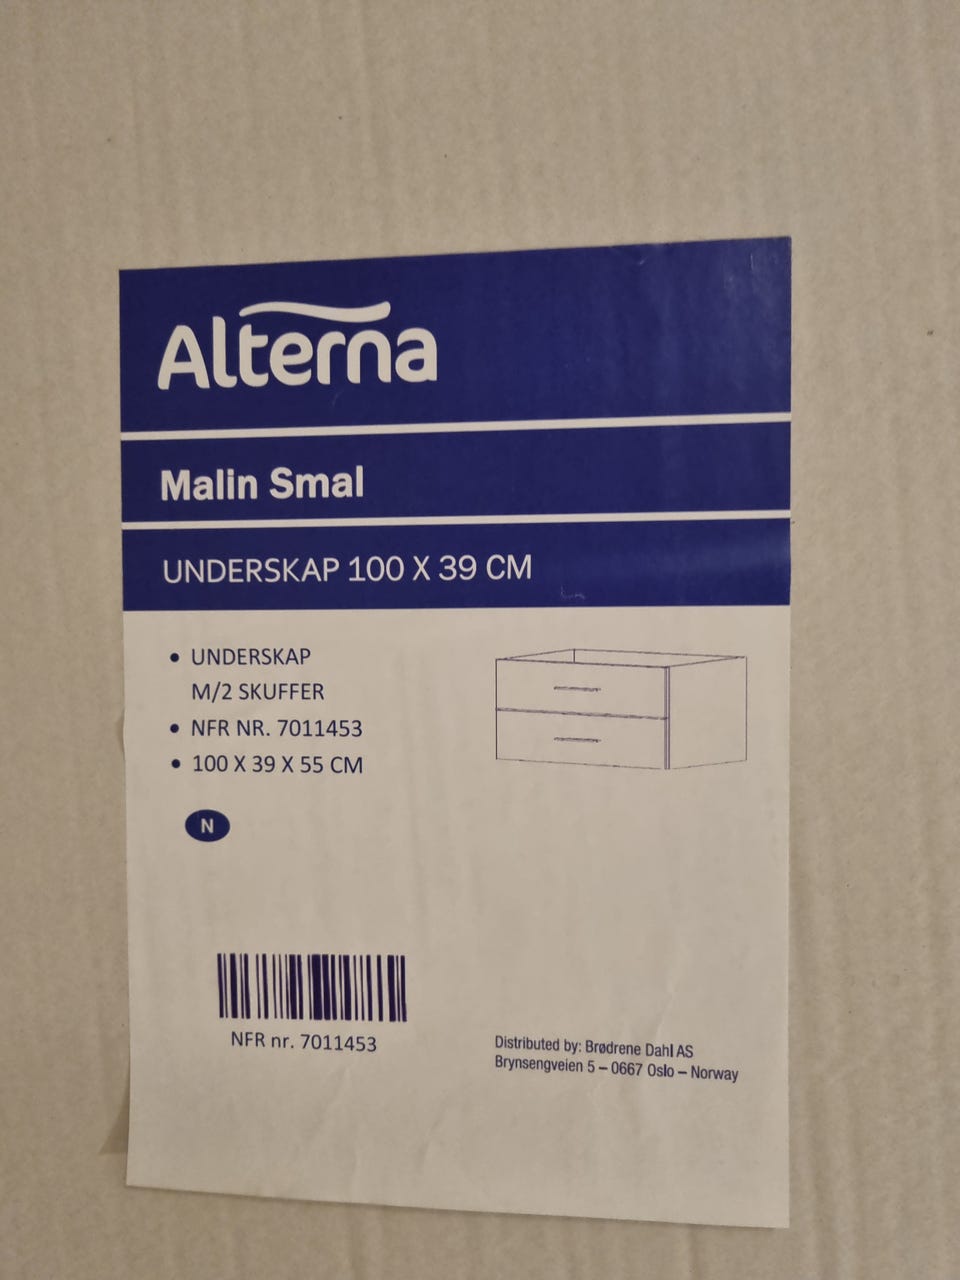 Alterna
Malin Smal
UNDERSKAP 100 X 39 CM
• UNDERSKAP
M/2 SKUFFER
• NFR NR. 7011453
• 100 X 39 X 55 CM
N
NFR nr. 7011453
Distributed by: Brødrene Dahl AS
Brynsengveien 5 – 0667 Oslo – Norway